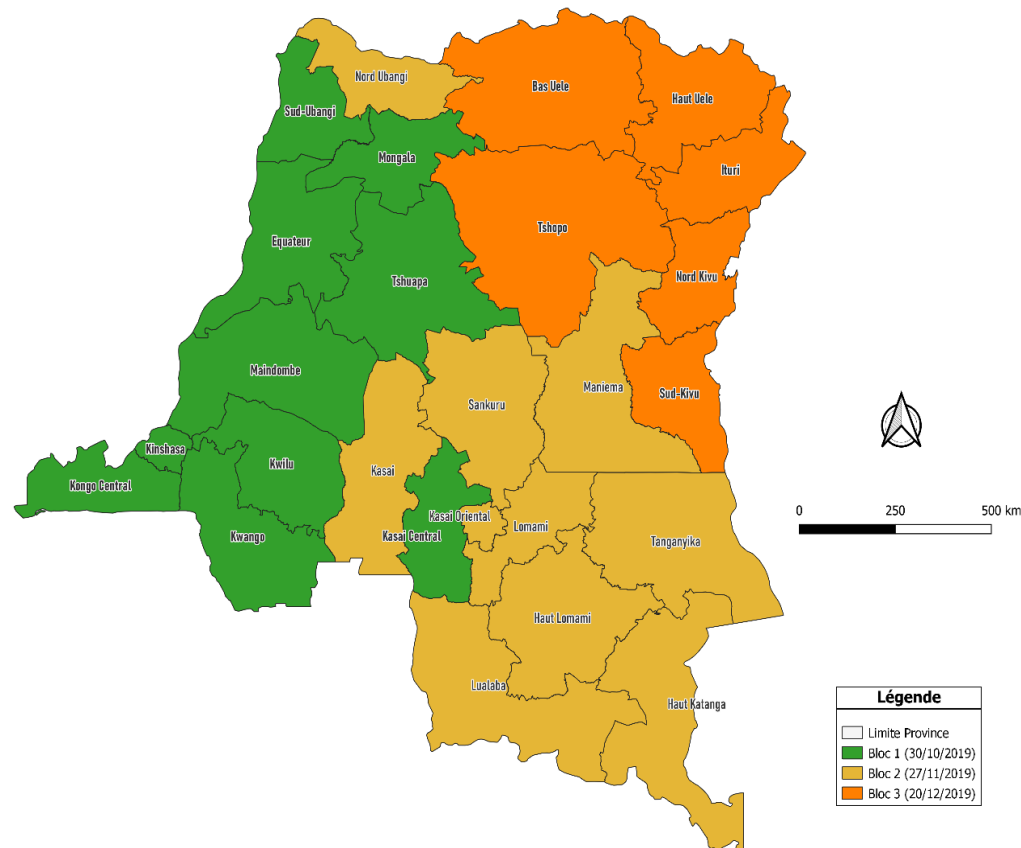 Nord Ubangi
Bas Uele
Haut Uele
Sud-Ubangi
Mongala
Ituri
Tshopo
Equateur
Nord Kivu
Tshuapa
Maindombe
Maniema
Sud-Kivu
Sankuru
Kinshasa
Kwilu
Kasai
Kongo Central
Kasai Oriental
Lomami
Kwango
Kasai Central
Tanganyika
Haut Lomami
Lualaba
Haut Katanga
0 250 500 km
Légende
Limite Province
Bloc 1 (30/10/2019)
Bloc 2 (27/11/2019)
Bloc 3 (20/12/2019)